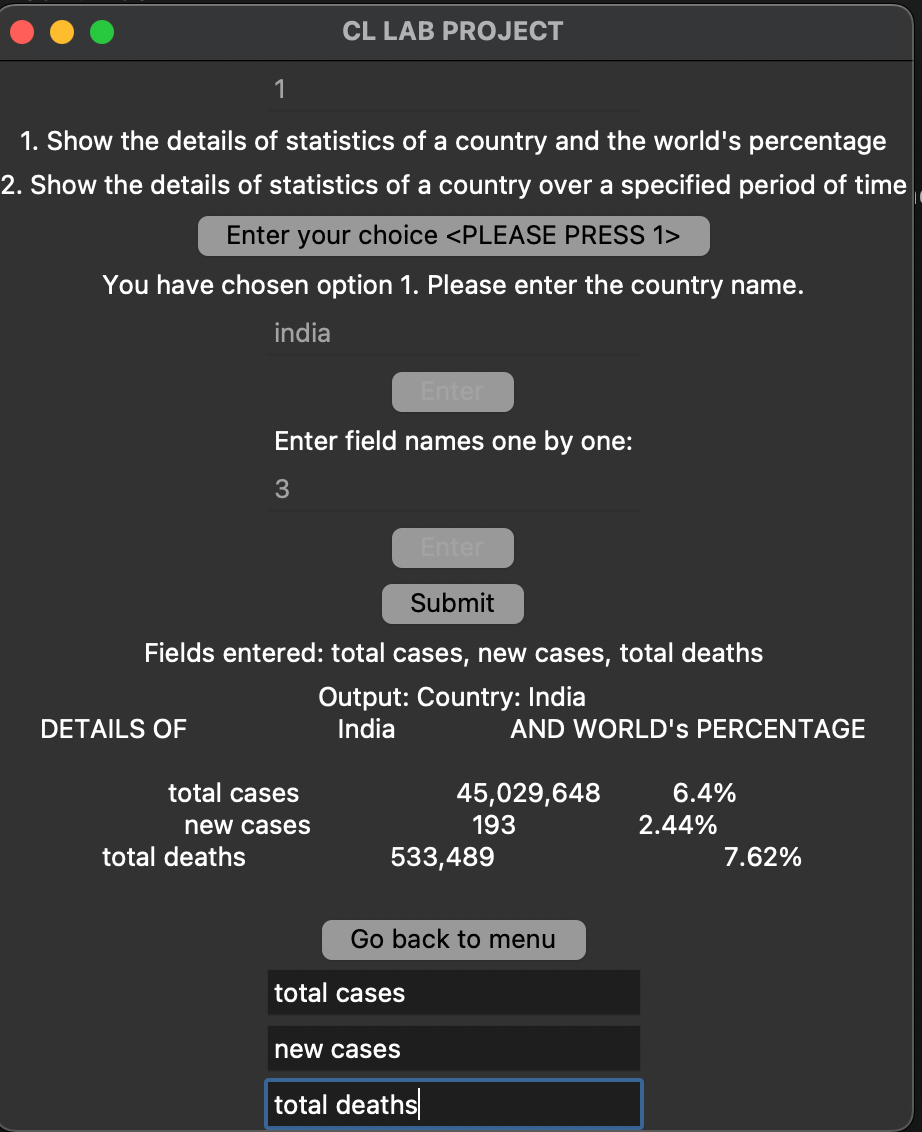 CL LAB PROJECT
1
1. Show the details of statistics of a country and the world's percentage
2. Show the details of statistics of a country over a specified period of time
Enter your choice <PLEASE PRESS 1>
You have chosen option 1. Please enter the country name.
india
Enter
Enter field names one by one:
3
Enter
Submit
Fields entered: total cases, new cases, total deaths
Output: Country: India
DETAILS OF India AND WORLD's PERCENTAGE
total cases 45,029,648 6.4%
new cases 193 2.44%
total deaths 533,489 7.62%
Go back to menu
total cases
new cases
total deaths